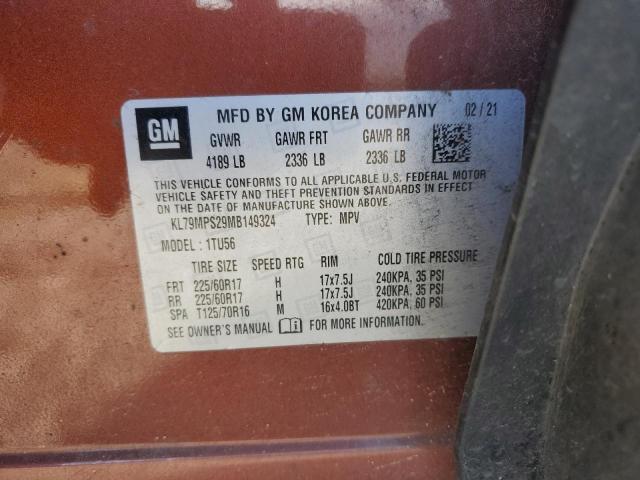 GM
MFD BY GM KOREA COMPANY 02/21
GVWR GAWR FRT GAWR RR
4189 LB 2336 LB 2336 LB
THIS VEHICLE CONFORMS TO ALL APPLICABLE U.S. FEDERAL MOTOR
VEHICLE SAFETY AND THEFT PREVENTION STANDARDS IN EFFECT
ON THE DATE OF MANUFACTURE SHOWN ABOVE.
KL79MPS29MB149324 TYPE: MPV
MODEL: 1TU56
TIRE SIZE SPEED RTG RIM COLD TIRE PRESSURE
FRT 225/60R17 H 17x7.5J 240KPA, 35 PSI
RR 225/60R17 H 17x7.5J 240KPA, 35 PSI
SPA T125/70R16 M 16x4.0BT 420KPA, 60 PSI
SEE OWNER'S MANUAL FOR MORE INFORMATION.